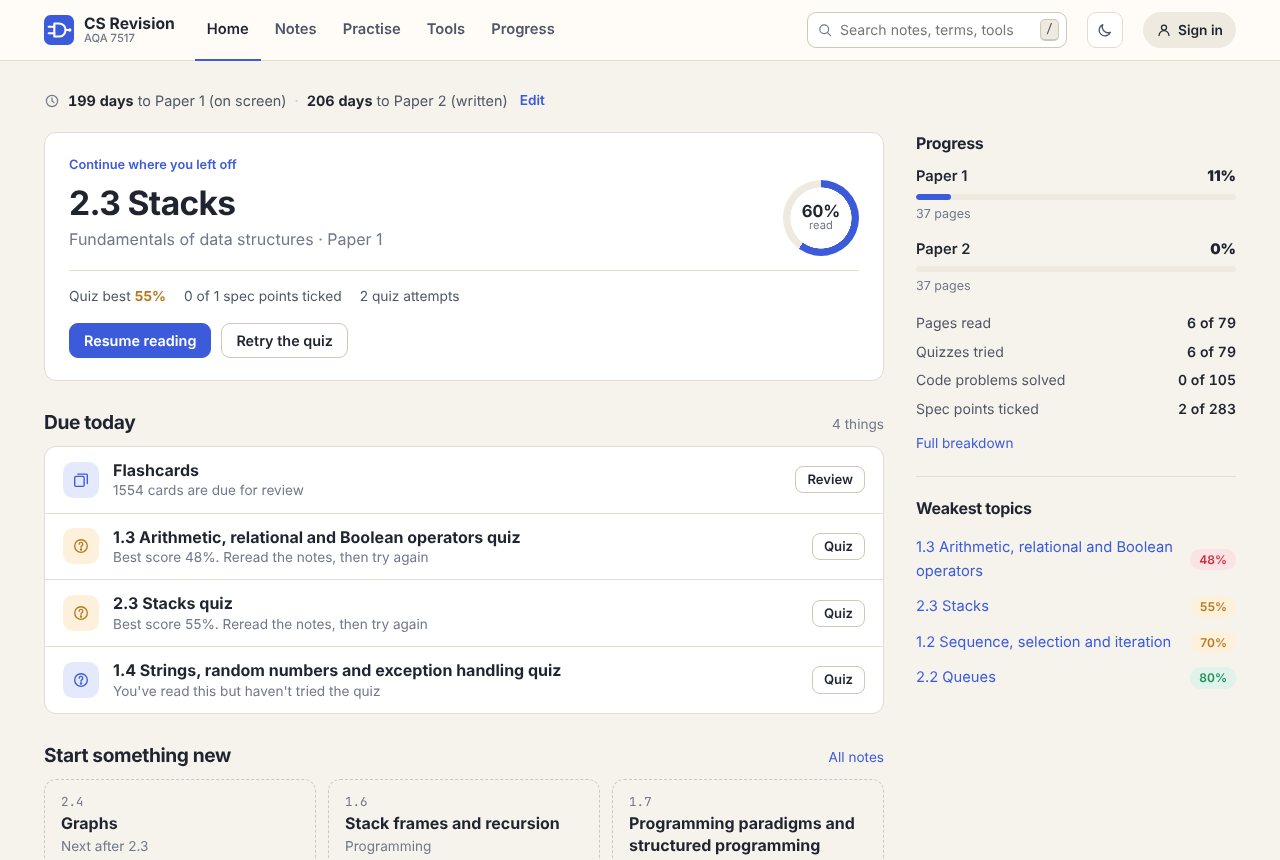 CS Revision
AQA 7517
Home
Notes
Practise
Tools
Progress
Search notes, terms, tools
/
Sign in
199 days to Paper 1 (on screen) · 206 days to Paper 2 (written) Edit
Continue where you left off
2.3 Stacks
Fundamentals of data structures · Paper 1
60%
read
Quiz best 55% 0 of 1 spec points ticked 2 quiz attempts
Resume reading
Retry the quiz
Due today
4 things
Flashcards
1554 cards are due for review
Review
1.3 Arithmetic, relational and Boolean operators quiz
Best score 48%. Reread the notes, then try again
Quiz
2.3 Stacks quiz
Best score 55%. Reread the notes, then try again
Quiz
1.4 Strings, random numbers and exception handling quiz
You've read this but haven't tried the quiz
Quiz
Start something new
All notes
2.4
Graphs
Next after 2.3
1.6
Stack frames and recursion
Programming
1.7
Programming paradigms and
structured programming
Progress
Paper 1 11%
37 pages
Paper 2 0%
37 pages
Pages read 6 of 79
Quizzes tried 6 of 79
Code problems solved 0 of 105
Spec points ticked 2 of 283
Full breakdown
Weakest topics
1.3 Arithmetic, relational and Boolean
operators
48%
2.3 Stacks 55%
1.2 Sequence, selection and iteration 70%
2.2 Queues 80%